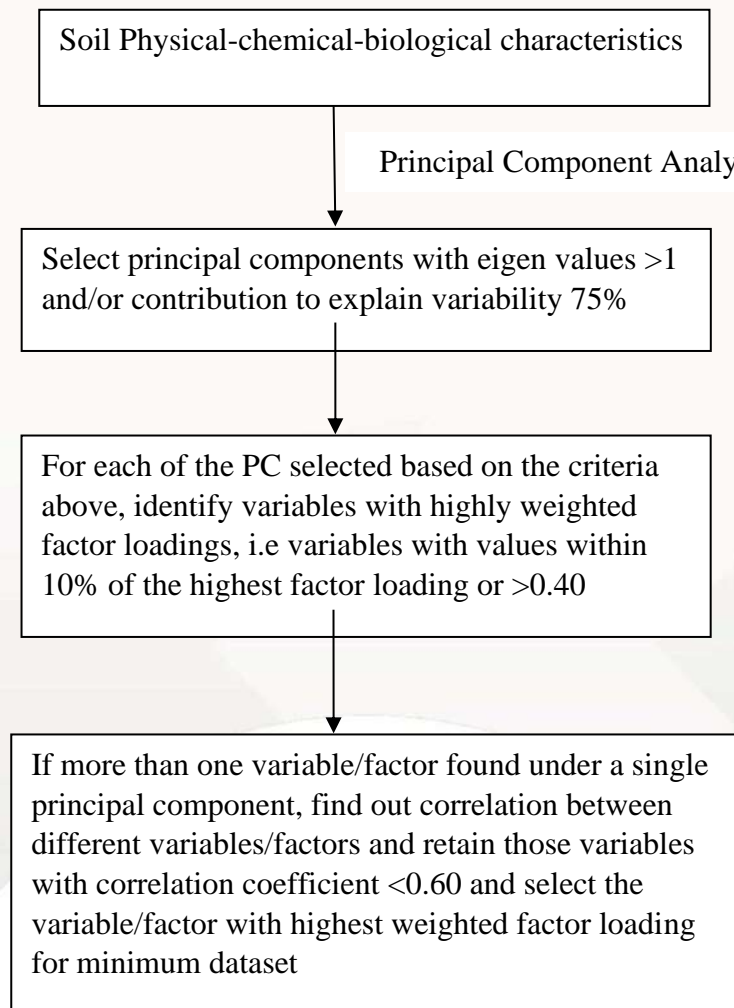 Soil Physical-chemical-biological characteristics
Principal Component Analy
Select principal components with eigen values >1
and/or contribution to explain variability 75%
For each of the PC selected based on the criteria
above, identify variables with highly weighted
factor loadings, i.e variables with values within
10% of the highest factor loading or >0.40
If more than one variable/factor found under a single
principal component, find out correlation between
different variables/factors and retain those variables
with correlation coefficient <0.60 and select the
variable/factor with highest weighted factor loading
for minimum dataset